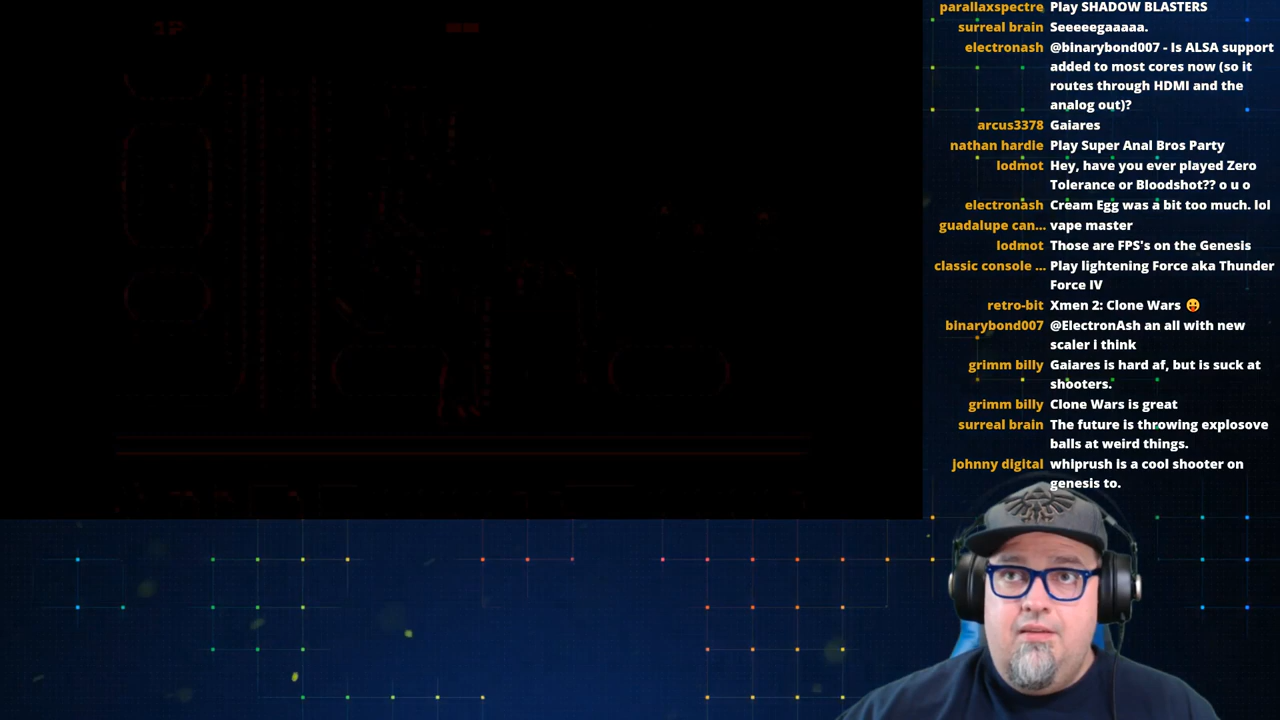 1P
parallaxspectre Play SHADOW BLASTERS
surreal brain Seeeeegaaaaa.
electronash @binarybond007 - Is ALSA support
added to most cores now (so it
routes through HDMI and the
analog out)?
arcus3378 Gaiares
nathan hardie Play Super Anal Bros Party
lodmot Hey, have you ever played Zero
Tolerance or Bloodshot?? o u o
electronash Cream Egg was a bit too much. lol
guadalupe can... vape master
lodmot Those are FPS's on the Genesis
classic console ... Play lightening Force aka Thunder
Force IV
retro-bit Xmen 2: Clone Wars 😛
binarybond007 @ElectronAsh an all with new
scaler i think
grimm billy Gaiares is hard af, but is suck at
shooters.
grimm billy Clone Wars is great
surreal brain The future is throwing explosove
balls at weird things.
johnny digital whiprush is a cool shooter on
genesis to.